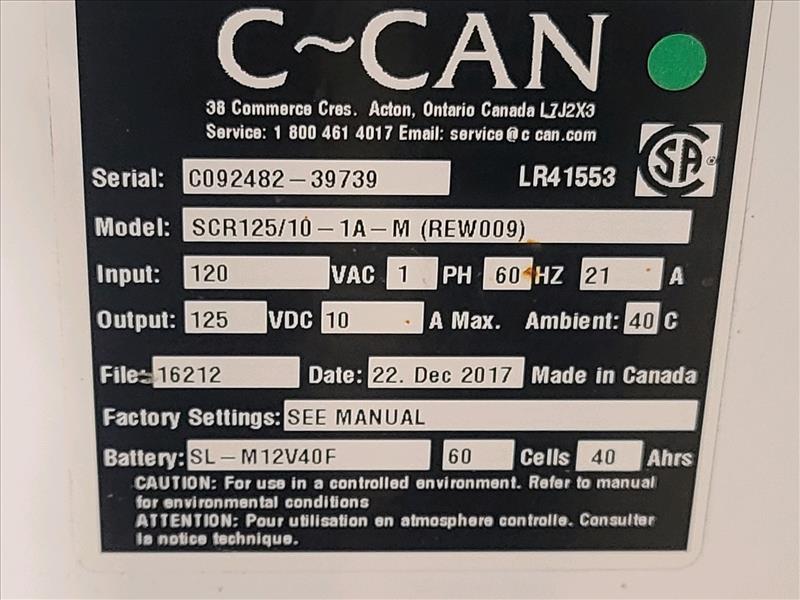 C~CAN
38 Commerce Cres. Acton, Ontario Canada L7J2X3
Service: 1 800 461 4017 Email: service@c can.com
Serial: C092482-39739 LR41553 CSA ®
Model: SCR125/10-1A-M (REW009)
Input: 120 VAC 1 PH 60 HZ 21 A
Output: 125 VDC 10 A Max. Ambient: 40 C
File: 16212 Date: 22. Dec 2017 Made in Canada
Factory Settings: SEE MANUAL
Battery: SL-M12V40F 60 Cells 40 Ahrs
CAUTION: For use in a controlled environment. Refer to manual
for environmental conditions
ATTENTION: Pour utilisation en atmosphere controlle. Consulter
la notice technique.